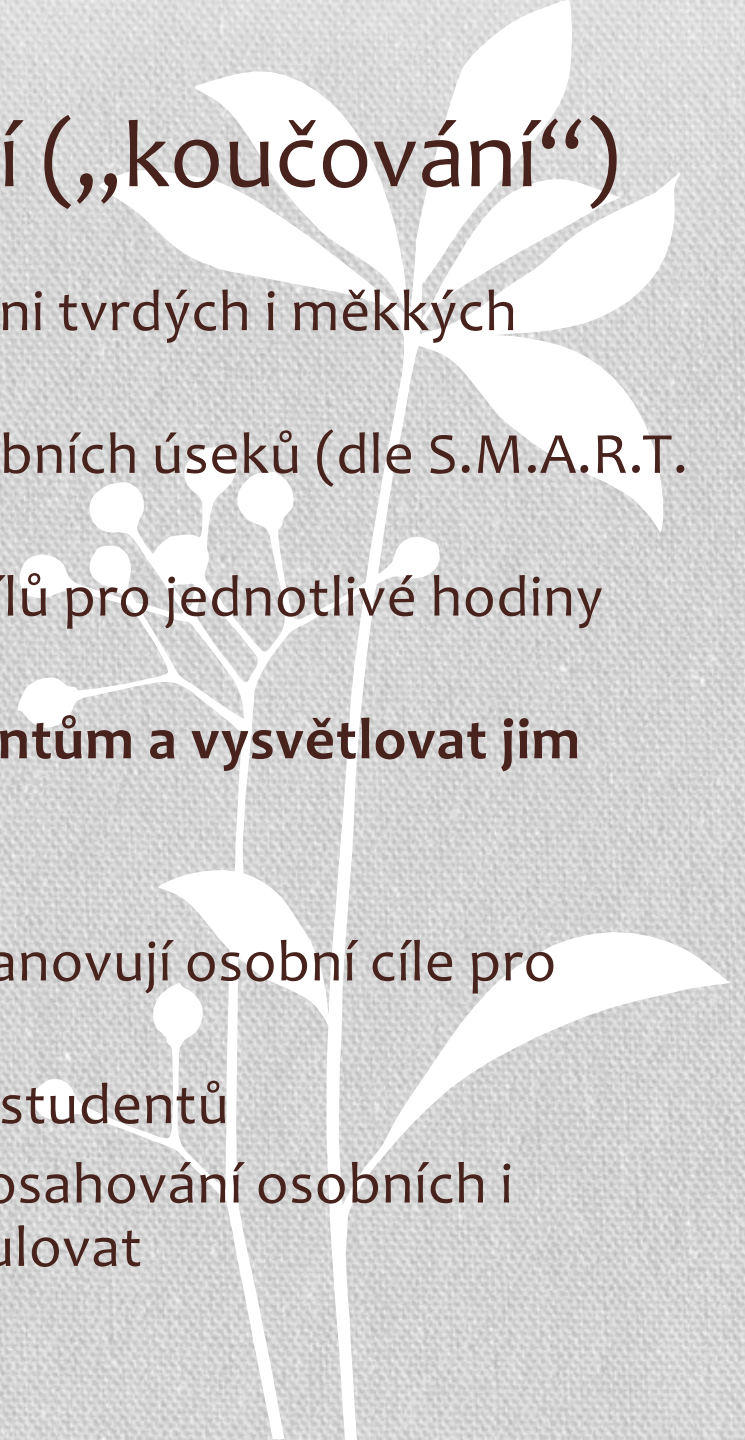 í („koučování“)
ni tvrdých i měkkých
bních úseků (dle S.M.A.R.T.
ílů pro jednotlivé hodiny
ntům a vysvětlovat jim
anovují osobní cíle pro
studentů
osahování osobních i
ulovat